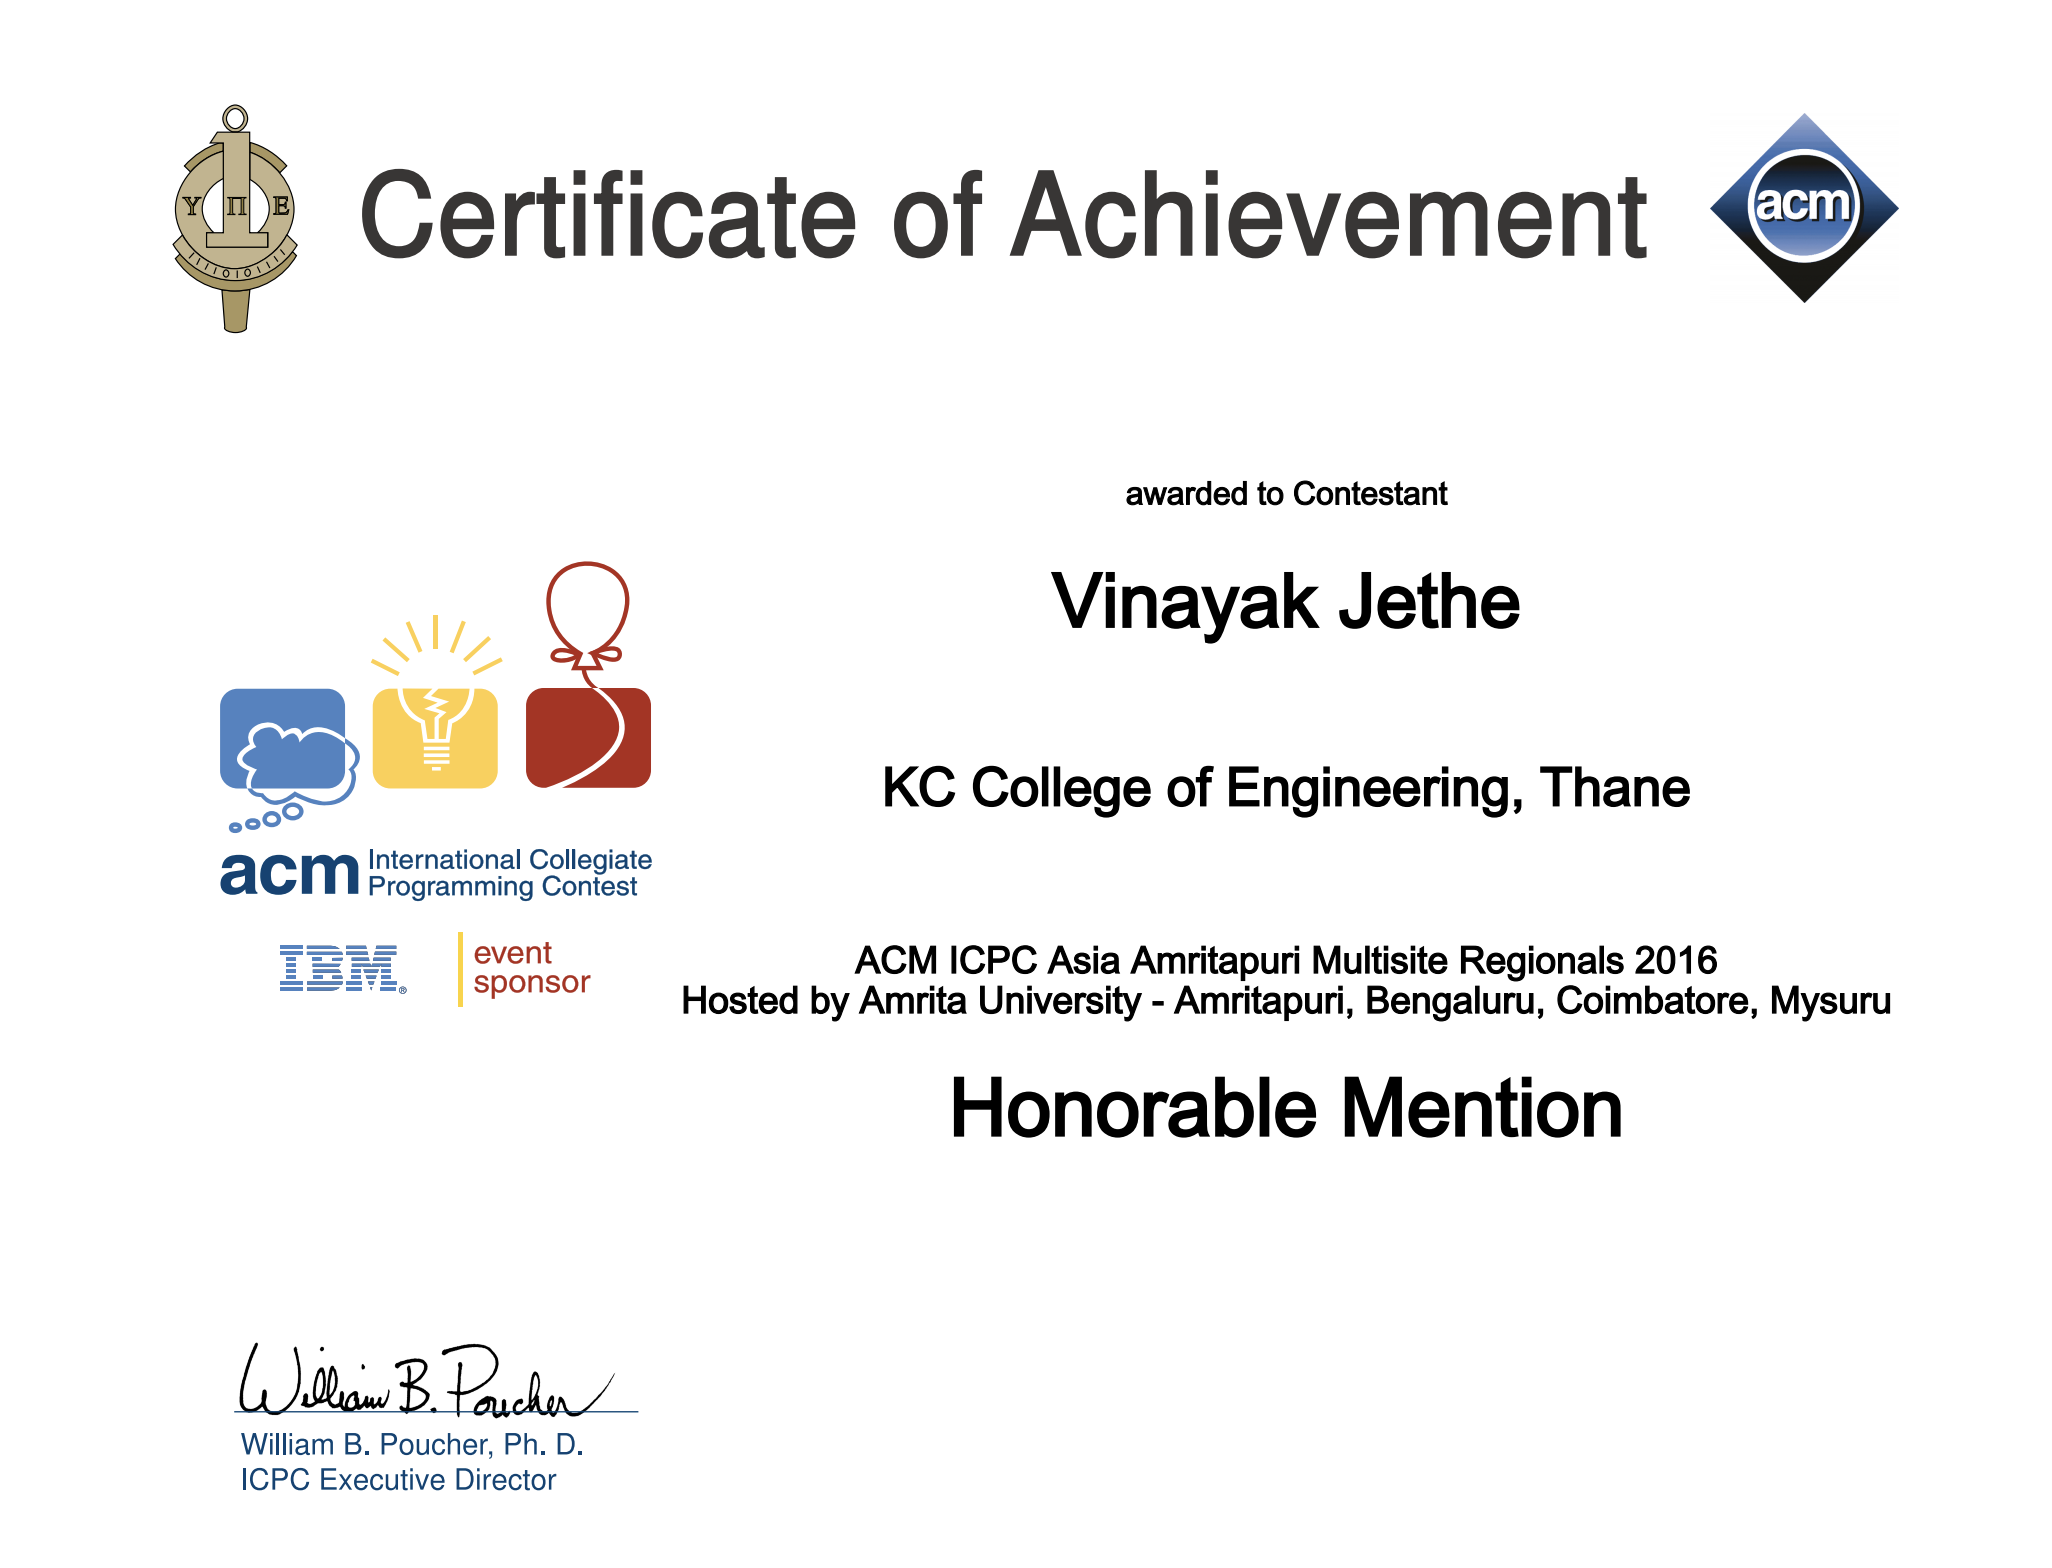 Certificate of Achievement
Υ Π Ε
acm
awarded to Contestant
Vinayak Jethe
KC College of Engineering, Thane
acm International Collegiate
Programming Contest
IBM®
event
sponsor
ACM ICPC Asia Amritapuri Multisite Regionals 2016
Hosted by Amrita University - Amritapuri, Bengaluru, Coimbatore, Mysuru
Honorable Mention
William B. Poucher
William B. Poucher, Ph. D.
ICPC Executive Director